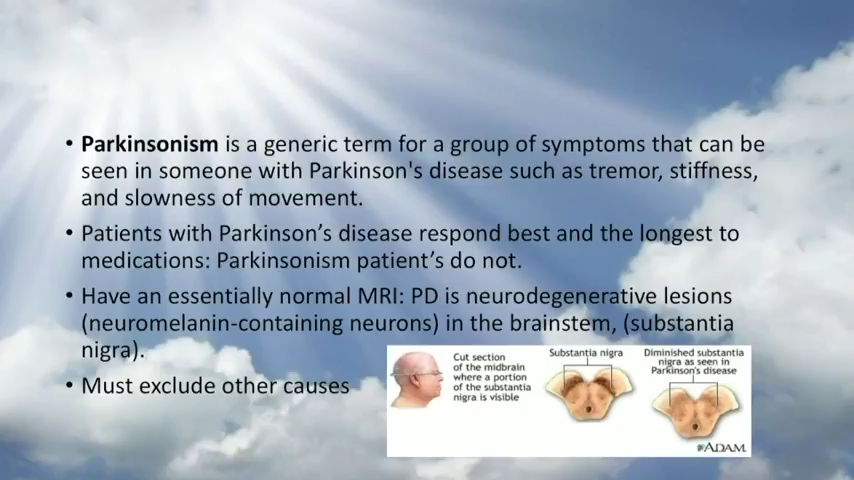 • Parkinsonism is a generic term for a group of symptoms that can be
seen in someone with Parkinson's disease such as tremor, stiffness,
and slowness of movement.
• Patients with Parkinson’s disease respond best and the longest to
medications: Parkinsonism patient’s do not.
• Have an essentially normal MRI: PD is neurodegenerative lesions
(neuromelanin-containing neurons) in the brainstem, (substantia
nigra).
• Must exclude other causes
Cut section
of the midbrain
where a portion
of the substantia
nigra is visible
Substantia nigra
Diminished substantia
nigra as seen in
Parkinson's disease
ADAM.